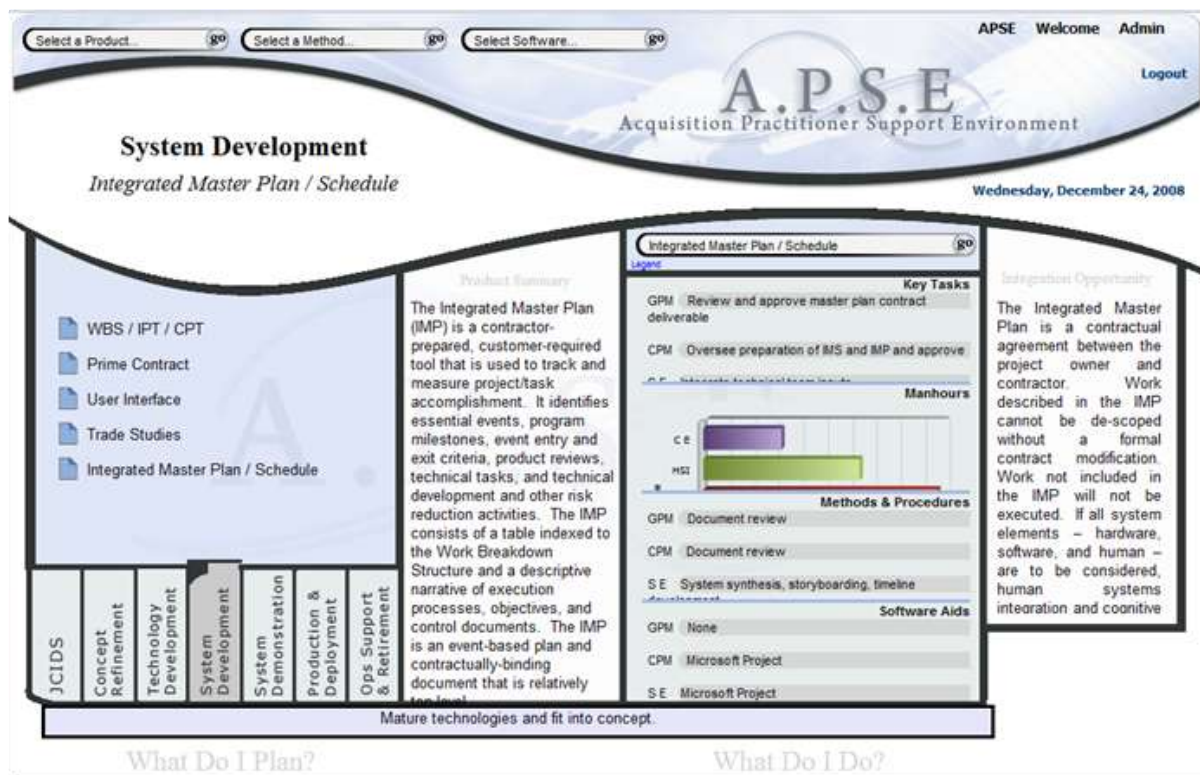 Select a Product...
go
Select a Method...
go
Select Software...
go
APSE Welcome Admin
Logout
A.P.S.E
Acquisition Practitioner Support Environment
System Development
Integrated Master Plan / Schedule
Wednesday, December 24, 2008
WBS / IPT / CPT
Prime Contract
User Interface
Trade Studies
Integrated Master Plan / Schedule
JCIDS
Concept
Refinement
Technology
Development
System
Development
System
Demonstration
Production &
Deployment
Ops Support
& Retirement
Product Summary
The Integrated Master Plan
(IMP) is a contractor-
prepared, customer-required
tool that is used to track and
measure project/task
accomplishment. It identifies
essential events, program
milestones, event entry and
exit criteria, product reviews,
technical tasks, and technical
development and other risk
reduction activities. The IMP
consists of a table indexed to
the Work Breakdown
Structure and a descriptive
narrative of execution
processes, objectives, and
control documents. The IMP
is an event-based plan and
contractually-binding
document that is relatively
top level
Integrated Master Plan / Schedule
go
Legend
Key Tasks
GPM Review and approve master plan contract
deliverable
CPM Oversee preparation of IMS and IMP and approve
S E Integrate technical team inputs
Manhours
C E
HSI
Methods & Procedures
GPM Document review
CPM Document review
S E System synthesis, storyboarding, timeline
development
Software Aids
GPM None
CPM Microsoft Project
S E Microsoft Project
Integration Opportunity
The Integrated Master
Plan is a contractual
agreement between the
project owner and
contractor. Work
described in the IMP
cannot be de-scoped
without a formal
contract modification.
Work not included in
the IMP will not be
executed. If all system
elements – hardware,
software, and human –
are to be considered,
human systems
integration and cognitive
Mature technologies and fit into concept.
What Do I Plan?
What Do I Do?